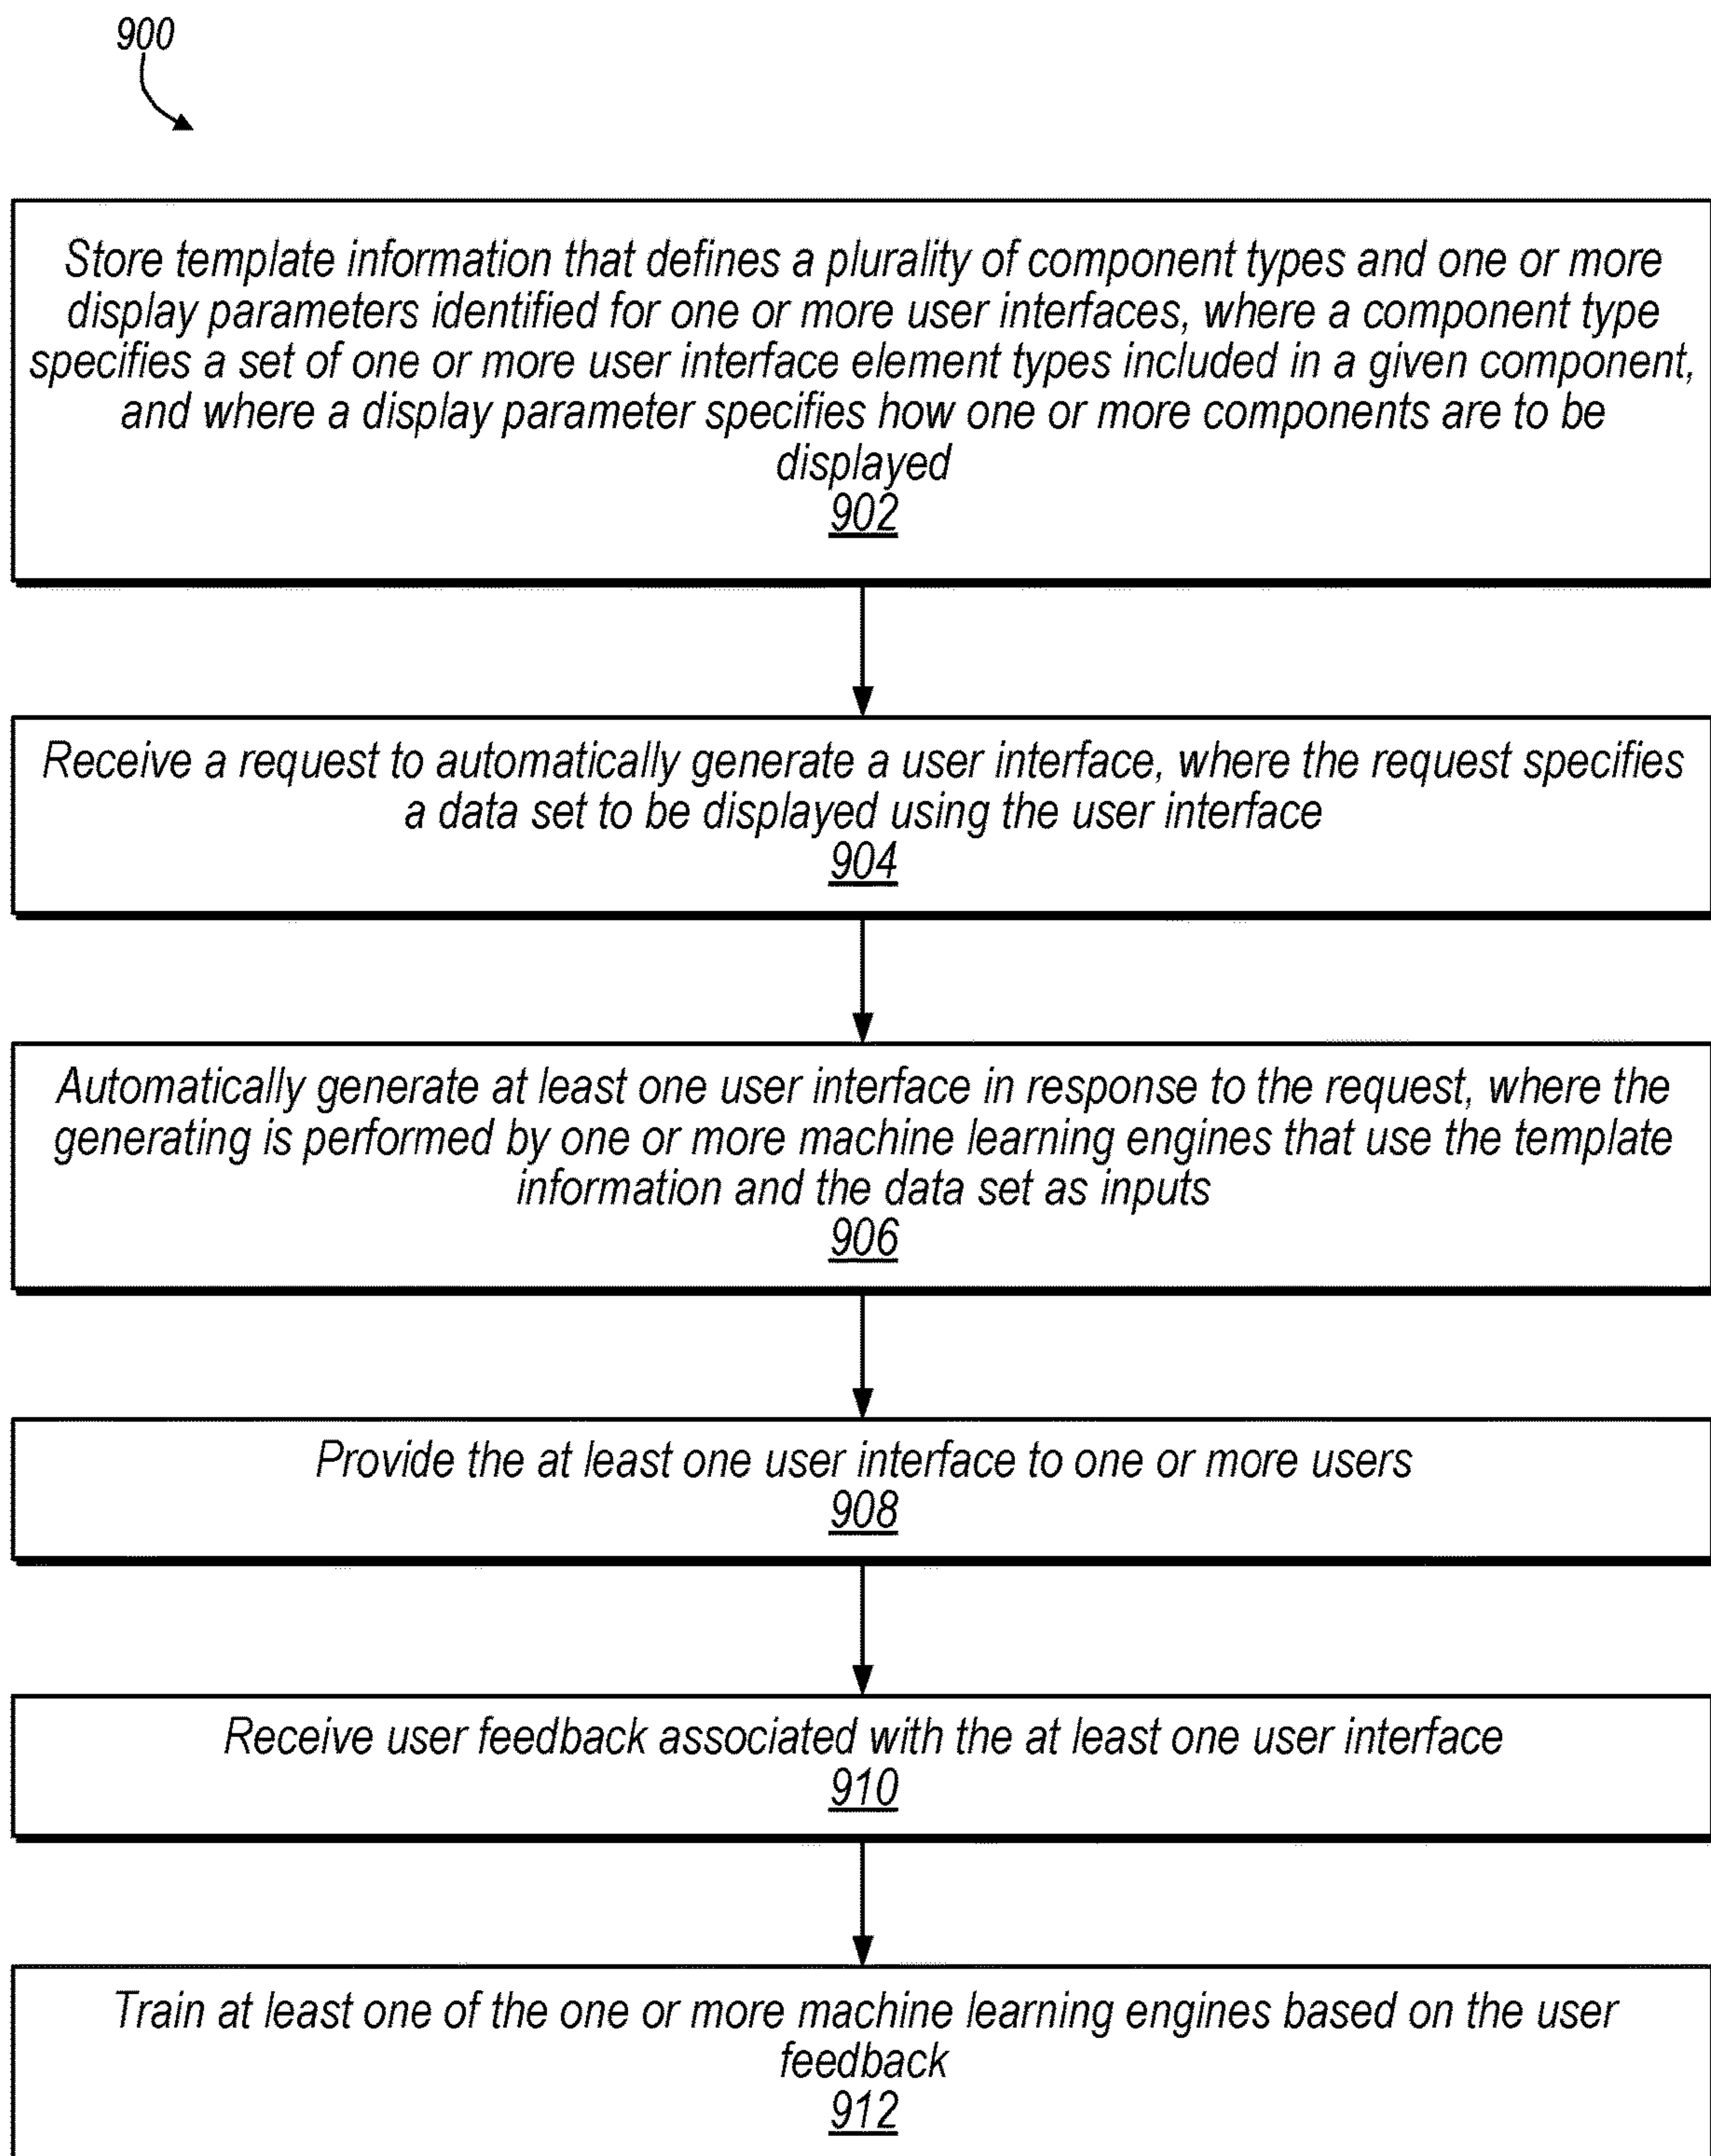 900
Store template information that defines a plurality of component types and one or more
display parameters identified for one or more user interfaces, where a component type
specifies a set of one or more user interface element types included in a given component,
and where a display parameter specifies how one or more components are to be
displayed
902
Receive a request to automatically generate a user interface, where the request specifies
a data set to be displayed using the user interface
904
Automatically generate at least one user interface in response to the request, where the
generating is performed by one or more machine learning engines that use the template
information and the data set as inputs
906
Provide the at least one user interface to one or more users
908
Receive user feedback associated with the at least one user interface
910
Train at least one of the one or more machine learning engines based on the user
feedback
912